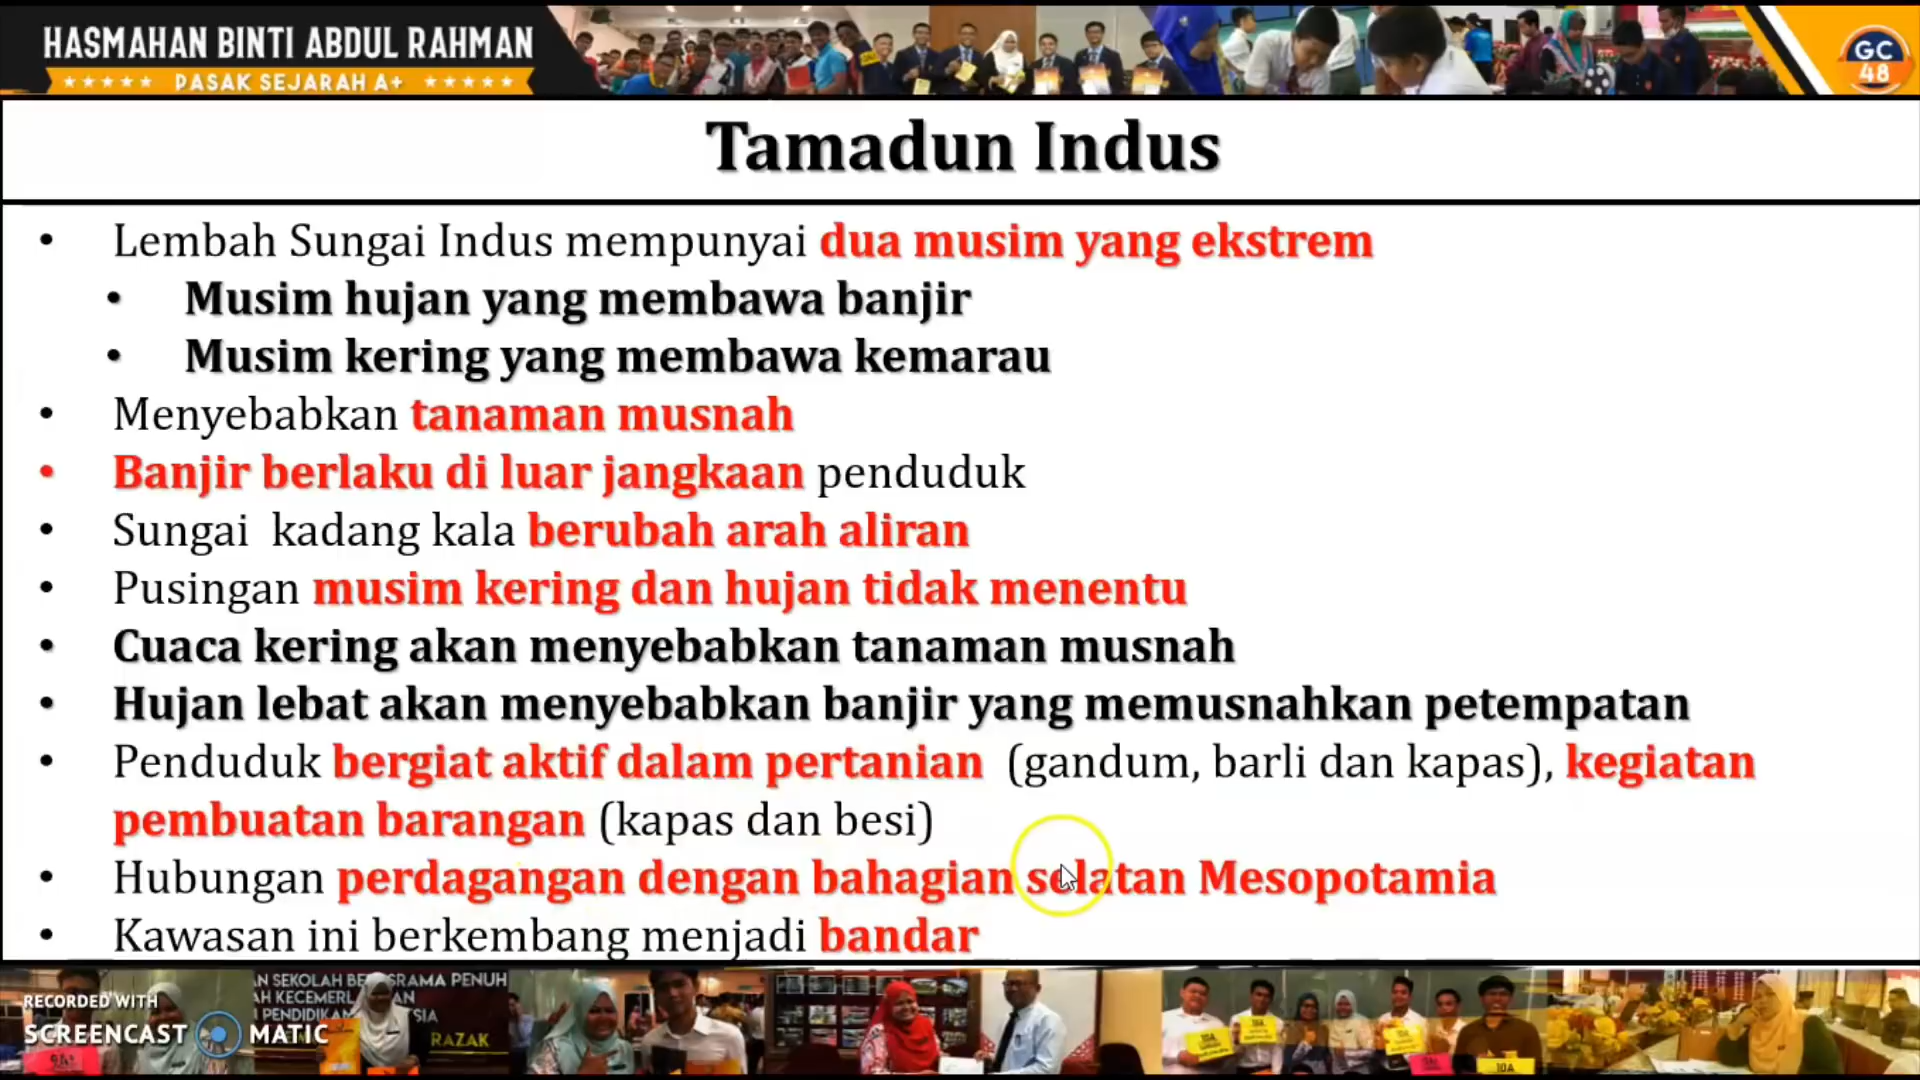 HASMAHAN BINTI ABDUL RAHMAN
PASAK SEJARAH A+
GC
48
Tamadun Indus
• Lembah Sungai Indus mempunyai dua musim yang ekstrem
• Musim hujan yang membawa banjir
• Musim kering yang membawa kemarau
• Menyebabkan tanaman musnah
• Banjir berlaku di luar jangkaan penduduk
• Sungai kadang kala berubah arah aliran
• Pusingan musim kering dan hujan tidak menentu
• Cuaca kering akan menyebabkan tanaman musnah
• Hujan lebat akan menyebabkan banjir yang memusnahkan petempatan
• Penduduk bergiat aktif dalam pertanian (gandum, barli dan kapas), kegiatan
pembuatan barangan (kapas dan besi)
• Hubungan perdagangan dengan bahagian selatan Mesopotamia
• Kawasan ini berkembang menjadi bandar
SEKOLAH PENUH
RECORDED WITH
SCREENCAST MATIC
RAZAK